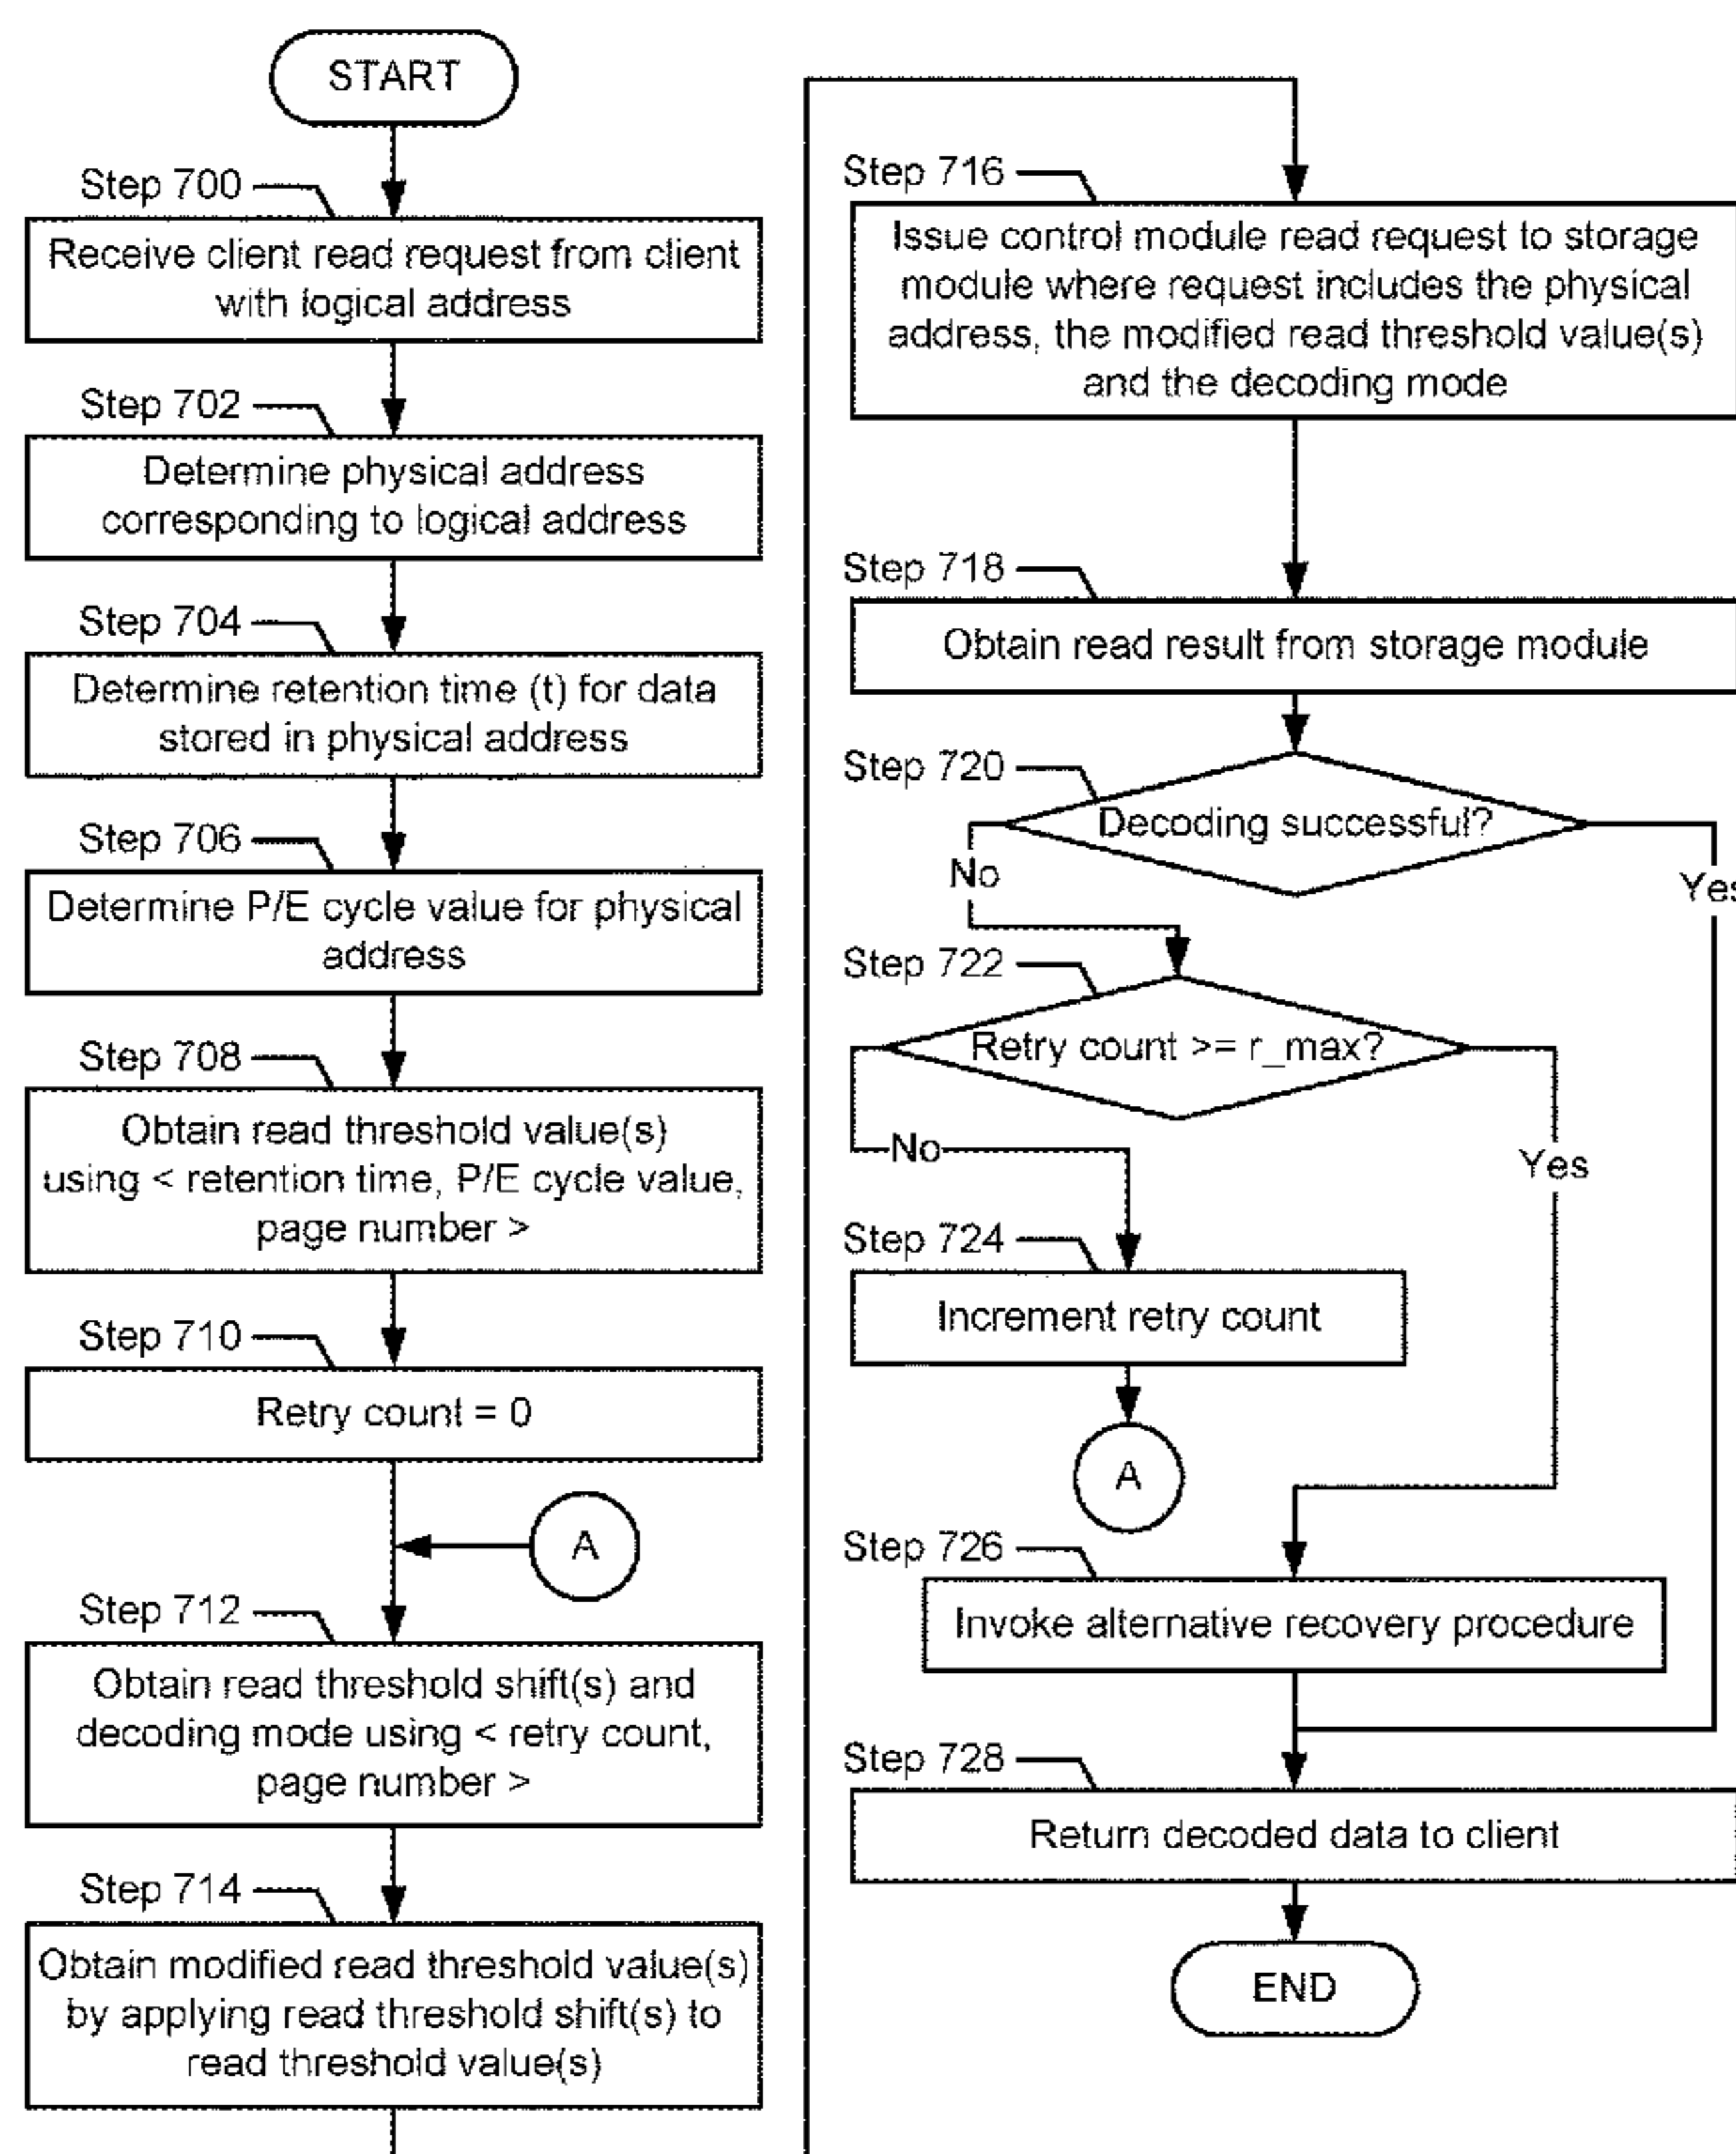 START
Step 700
Receive client read request from client
with logical address
Step 702
Determine physical address
corresponding to logical address
Step 704
Determine retention time (t) for data
stored in physical address
Step 706
Determine P/E cycle value for physical
address
Step 708
Obtain read threshold value(s)
using < retention time, P/E cycle value,
page number >
Step 710
Retry count = 0
A
Step 712
Obtain read threshold shift(s) and
decoding mode using < retry count,
page number >
Step 714
Obtain modified read threshold value(s)
by applying read threshold shift(s) to
read threshold value(s)
Step 716
Issue control module read request to storage
module where request includes the physical
address, the modified read threshold value(s)
and the decoding mode
Step 718
Obtain read result from storage module
Step 720
Decoding successful?
No
Yes
Step 722
Retry count >= r_max?
No
Yes
Step 724
Increment retry count
A
Step 726
Invoke alternative recovery procedure
Step 728
Return decoded data to client
END